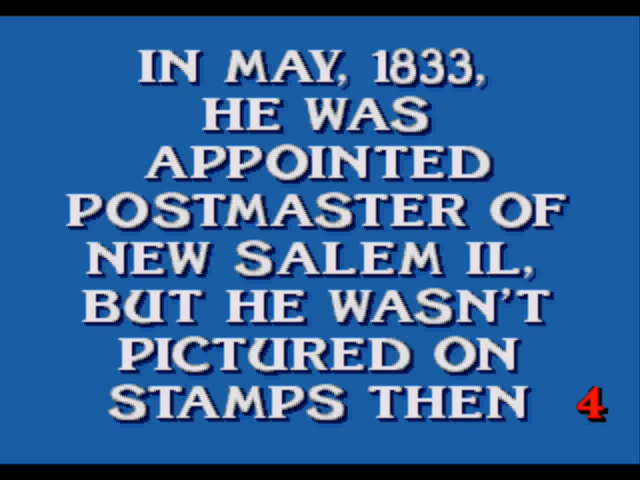 IN MAY, 1833,
HE WAS
APPOINTED
POSTMASTER OF
NEW SALEM IL,
BUT HE WASN'T
PICTURED ON
STAMPS THEN 4